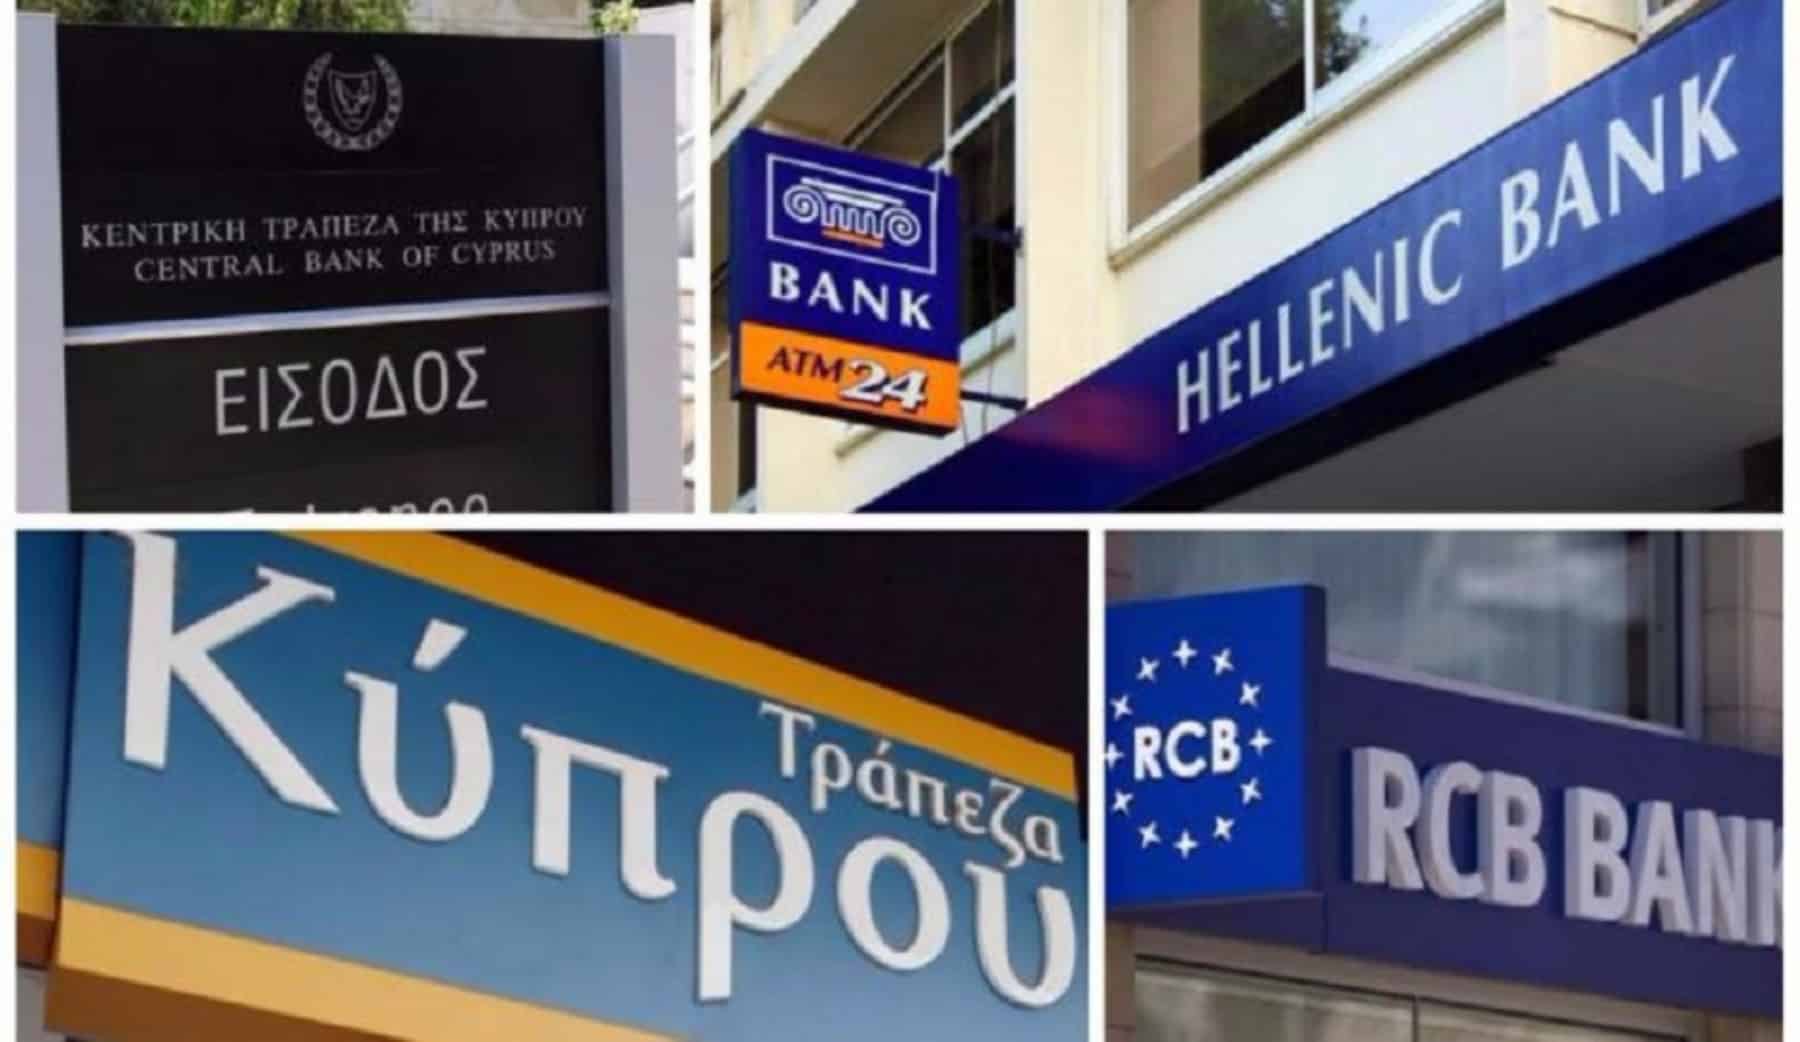 ΚΕΝΤΡΙΚΗ ΤΡΑΠΕΖΑ ΤΗΣ ΚΥΠΡΟΥ
CENTRAL BANK OF CYPRUS
ΕΙΣΟΔΟΣ
BANK
ATM 24
HELLENIC BANK
Τράπεζα
Κύπρου
RCB
RCB BANK